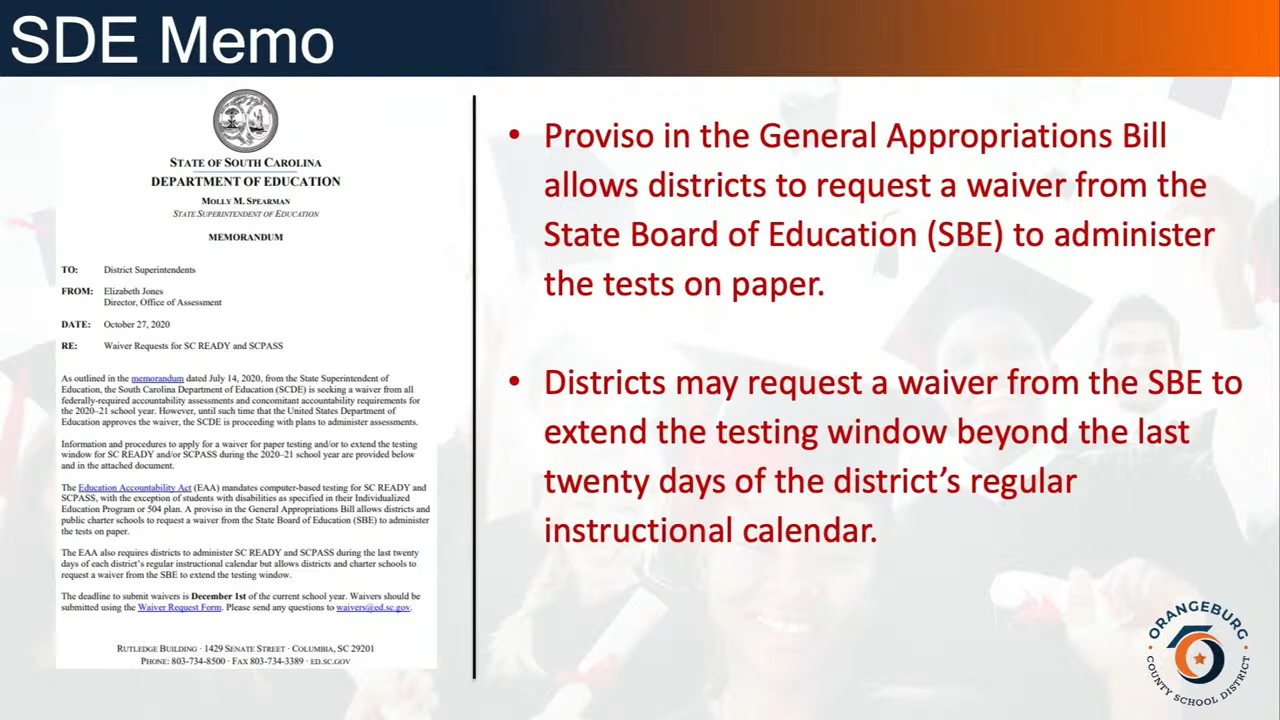 SDE Memo
STATE OF SOUTH CAROLINA
DEPARTMENT OF EDUCATION
MOLLY M. SPEARMAN
STATE SUPERINTENDENT OF EDUCATION
MEMORANDUM
TO: District Superintendents
FROM: Elizabeth Jones
Director, Office of Assessment
DATE: October 27, 2020
RE: Waiver Requests for SC READY and SCPASS
As outlined in the memorandum dated July 14, 2020, from the State Superintendent of
Education, the South Carolina Department of Education (SCDE) is seeking a waiver from all
federally-required accountability assessments and concomitant accountability requirements for
the 2020–21 school year. However, until such time that the United States Department of
Education approves the waiver, the SCDE is proceeding with plans to administer assessments.
Information and procedures to apply for a waiver for paper testing and/or to extend the testing
window for SC READY and/or SCPASS during the 2020–21 school year are provided below
and in the attached document.
The Education Accountability Act (EAA) mandates computer-based testing for SC READY and
SCPASS, with the exception of students with disabilities as specified in their Individualized
Education Program or 504 plan. A proviso in the General Appropriations Bill allows districts and
public charter schools to request a waiver from the State Board of Education (SBE) to administer
the tests on paper.
The EAA also requires districts to administer SC READY and SCPASS during the last twenty
days of each district's regular instructional calendar but allows districts and charter schools to
request a waiver from the SBE to extend the testing window.
The deadline to submit waivers is December 1st of the current school year. Waivers should be
submitted using the Waiver Request Form. Please send any questions to waivers@ed.sc.gov.
RUTLEDGE BUILDING · 1429 SENATE STREET · COLUMBIA, SC 29201
PHONE: 803-734-8500 · FAX 803-734-3389 · ED.SC.GOV
• Proviso in the General Appropriations Bill
allows districts to request a waiver from the
State Board of Education (SBE) to administer
the tests on paper.
• Districts may request a waiver from the SBE to
extend the testing window beyond the last
twenty days of the district's regular
instructional calendar.
ORANGEBURG
COUNTY SCHOOL DISTRICT